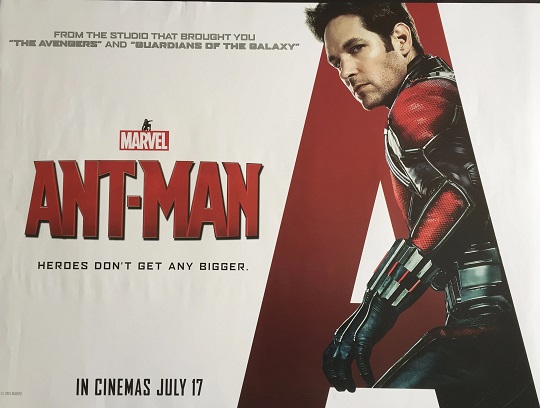 FROM THE STUDIO THAT BROUGHT YOU
"THE AVENGERS" AND "GUARDIANS OF THE GALAXY"
MARVEL
ANT-MAN
HEROES DON'T GET ANY BIGGER.
IN CINEMAS JULY 17